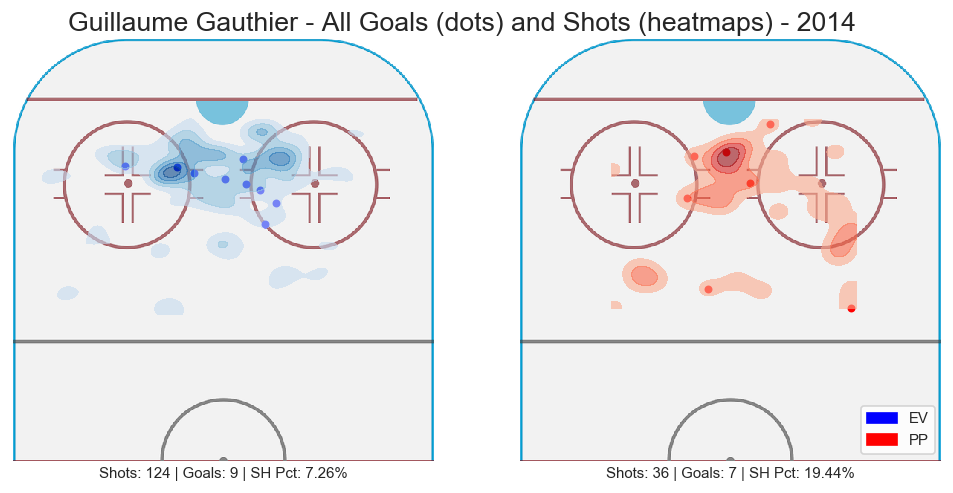 Guillaume Gauthier - All Goals (dots) and Shots (heatmaps) - 2014
EV
PP
Shots: 124 | Goals: 9 | SH Pct: 7.26%
Shots: 36 | Goals: 7 | SH Pct: 19.44%